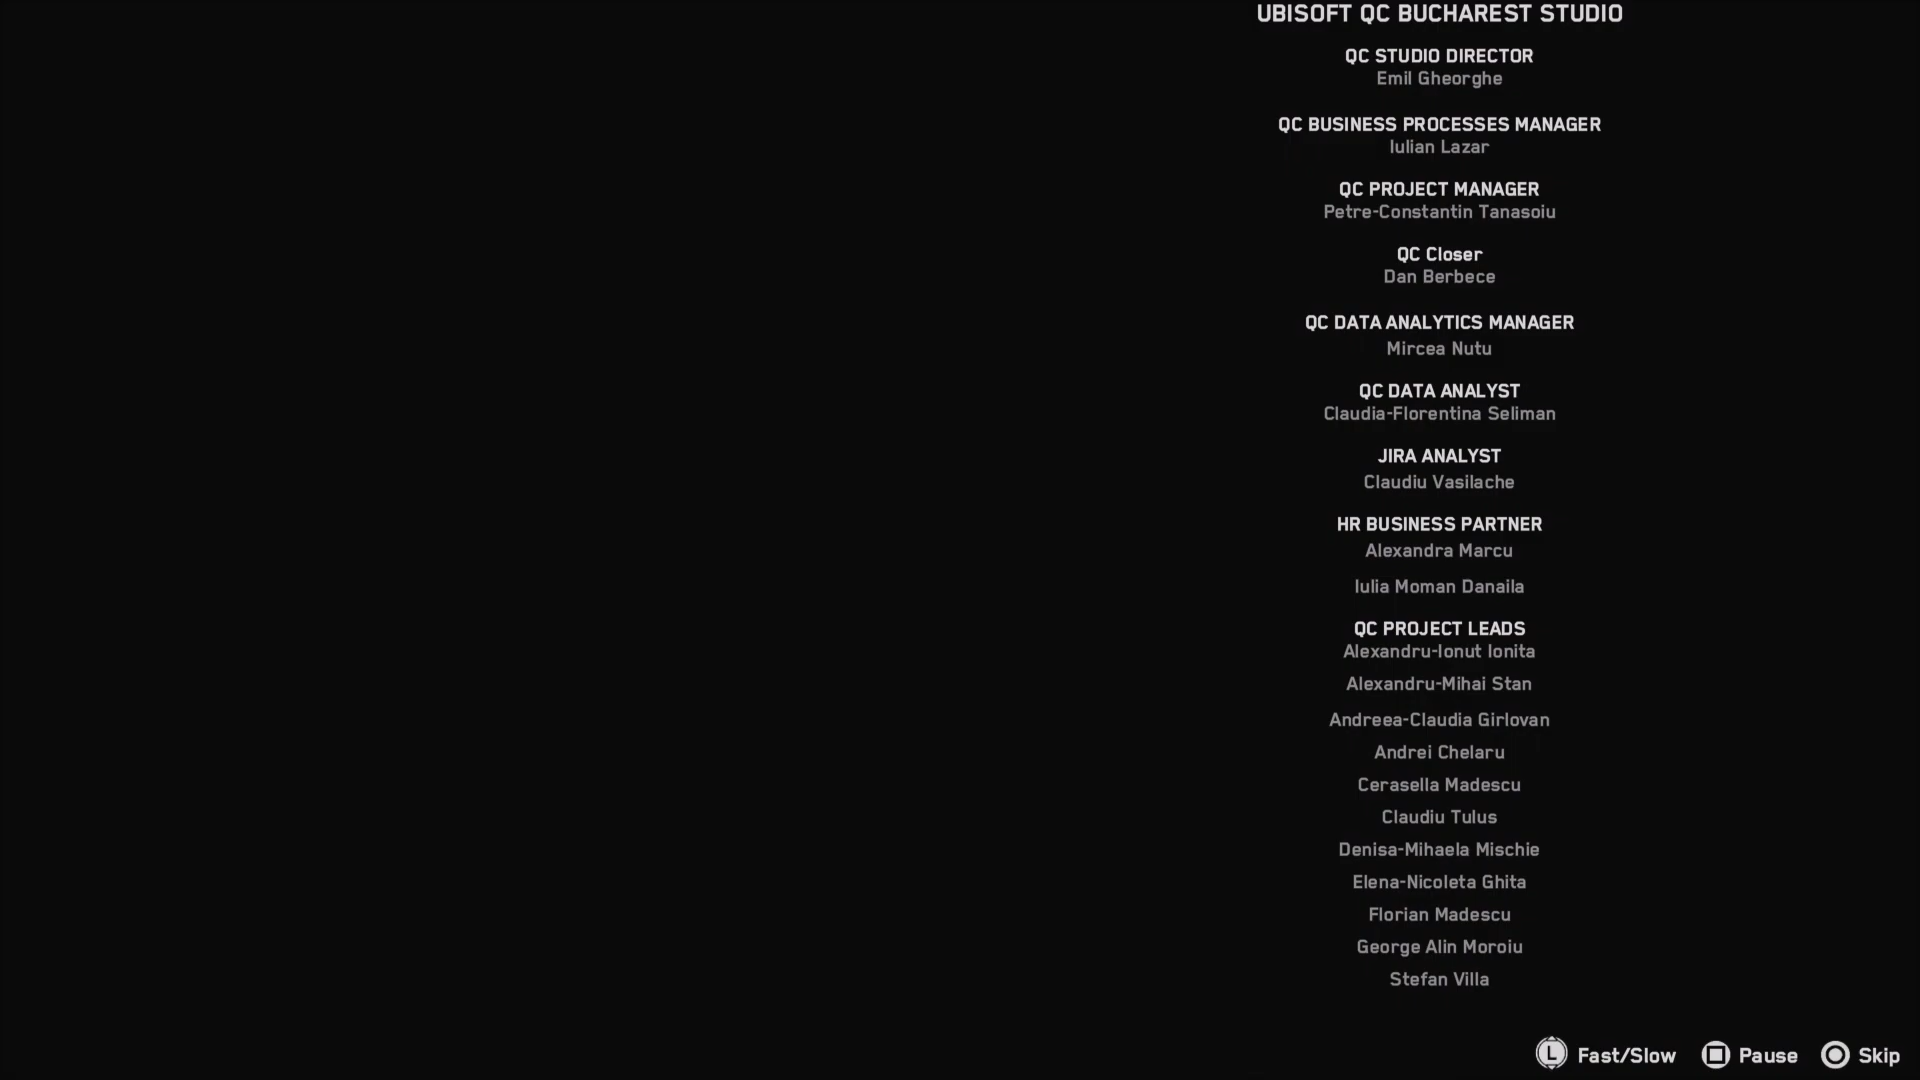 UBISOFT QC BUCHAREST STUDIO
QC STUDIO DIRECTOR
Emil Gheorghe
QC BUSINESS PROCESSES MANAGER
Iulian Lazar
QC PROJECT MANAGER
Petre-Constantin Tanasoiu
QC Closer
Dan Berbece
QC DATA ANALYTICS MANAGER
Mircea Nutu
QC DATA ANALYST
Claudia-Florentina Seliman
JIRA ANALYST
Claudiu Vasilache
HR BUSINESS PARTNER
Alexandra Marcu
Iulia Moman Danaila
QC PROJECT LEADS
Alexandru-Ionut Ionita
Alexandru-Mihai Stan
Andreea-Claudia Girlovan
Andrei Chelaru
Cerasella Madescu
Claudiu Tulus
Denisa-Mihaela Mischie
Elena-Nicoleta Ghita
Florian Madescu
George Alin Moroiu
Stefan Villa
L Fast/Slow Pause Skip